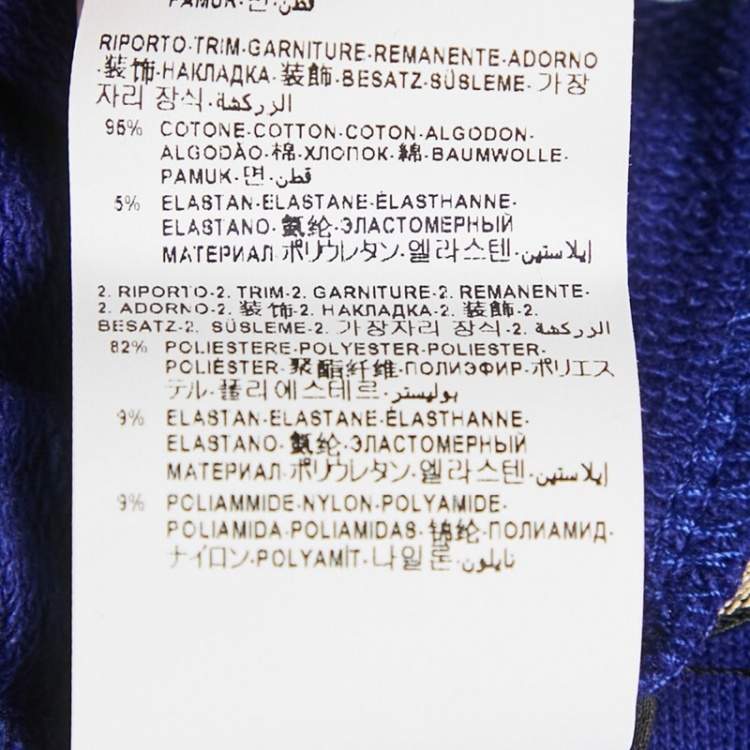 PAMUK·면·قطن
RIPORTO·TRIM·GARNITURE·REMANENTE·ADORNO
·装饰·НАКЛАДКА·装飾·BESATZ·SÜSLEME·가장
자리 장식·الزركشة
95% COTONE·COTTON·COTON·ALGODON·
ALGODÃO·棉·ХЛОПОК·綿·BAUMWOLLE·
PAMUK·면·قطن
5% ELASTAN·ELASTANE·ÉLASTHANNE·
ELASTANO·氨纶·ЭЛАСТОМЕРНЫЙ
МАТЕРИАЛ·ポリウレタン·엘라스텐·إيلاستين
2. RIPORTO·2. TRIM·2. GARNITURE·2. REMANENTE·
2. ADORNO·2. 装饰·2. НАКЛАДКА·2. 装飾·2.
BESATZ·2. SÜSLEME·2. 가장자리 장식·2. الزركشة
82% POLIESTERE·POLYESTER·POLIESTER·
POLIÉSTER·聚酯纤维·ПОЛИЭФИР·ポリエス
テル·폴리에스테르·بوليستر
9% ELASTAN·ELASTANE·ÉLASTHANNE·
ELASTANO·氨纶·ЭЛАСТОМЕРНЫЙ
МАТЕРИАЛ·ポリウレタン·엘라스텐·إيلاستين
9% POLIAMMIDE·NYLON·POLYAMIDE·
POLIAMIDA·POLIAMIDAS·锦纶·ПОЛИАМИД·
ナイロン·POLYAMİT·나일론·نايلون